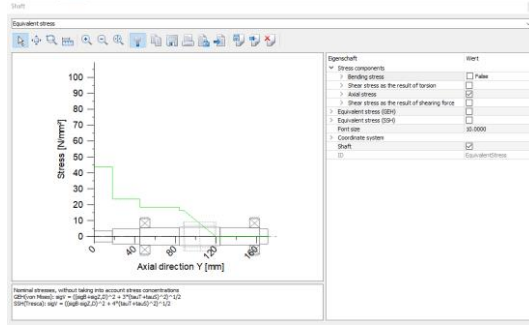 Shaft
Equivalent stress
Eigenschaft Wert
Stress components
Bending stress False
Shear stress as the result of torsion
Axial stress
Shear stress as the result of shearing force
Equivalent stress (GEH)
Equivalent stress (SSH)
Font size 10.0000
Coordinate system
Shaft
ID EquivalentStress
Stress [N/mm²]
100
90
80
70
60
50
40
30
20
10
0
0 40 80 120 160
Axial direction Y [mm]
Nominal stresses, without taking into account stress concentrations
GEH(von Mises): sigV = ((sigB+sigZ,D)^2 + 3*(tauT+tauS)^2)^1/2
SSH(Tresca): sigV = ((sigB-sigZ,D)^2 + 4*(tauT+tauS)^2)^1/2